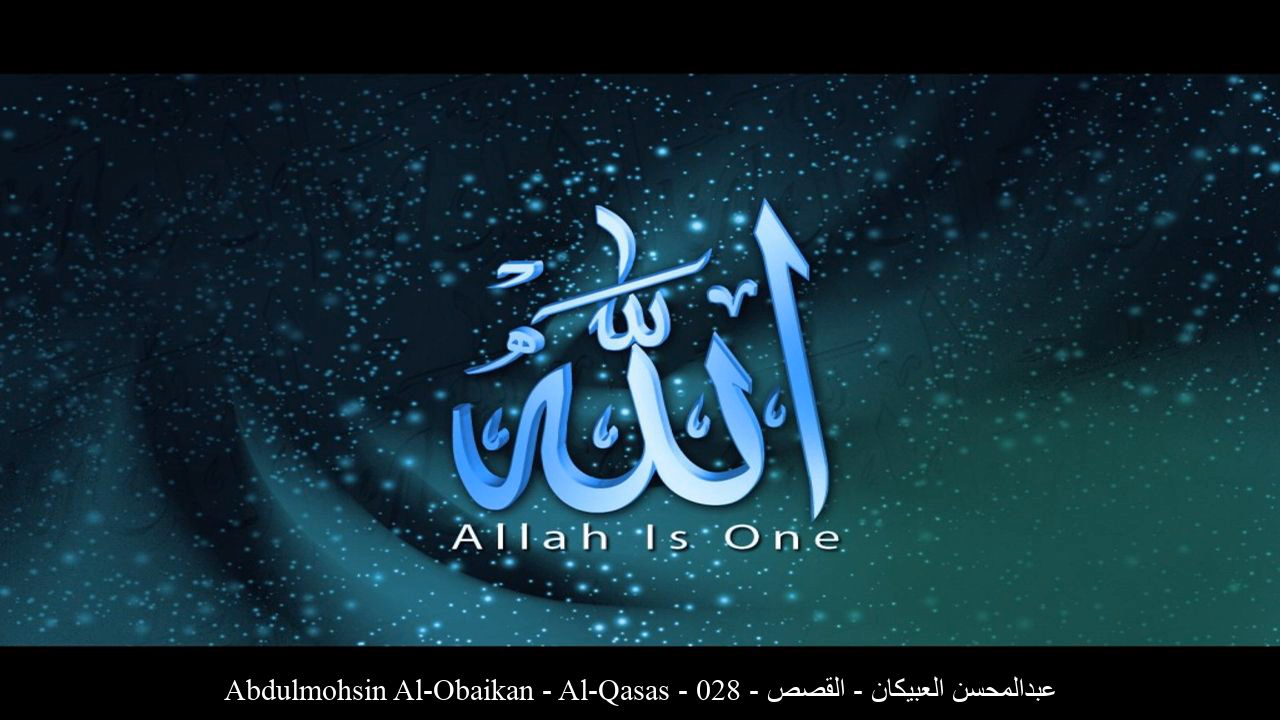 الله
Allah Is One
Abdulmohsin Al-Obaikan - Al-Qasas - 028 - عبدالمحسن العبيكان - القصص